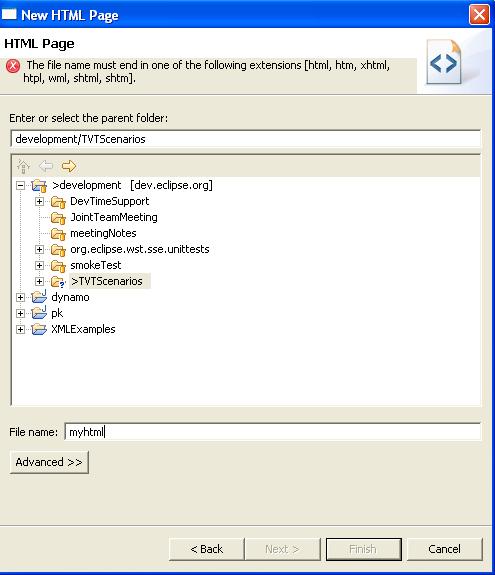 New HTML Page
HTML Page
The file name must end in one of the following extensions [html, htm, xhtml,
htpl, wml, shtml, shtm].
Enter or select the parent folder:
development/TVTScenarios
>development [dev.eclipse.org]
DevTimeSupport
JointTeamMeeting
meetingNotes
org.eclipse.wst.sse.unittests
smokeTest
>TVTScenarios
dynamo
pk
XMLExamples
File name: myhtml
Advanced >>
< Back Next > Finish Cancel